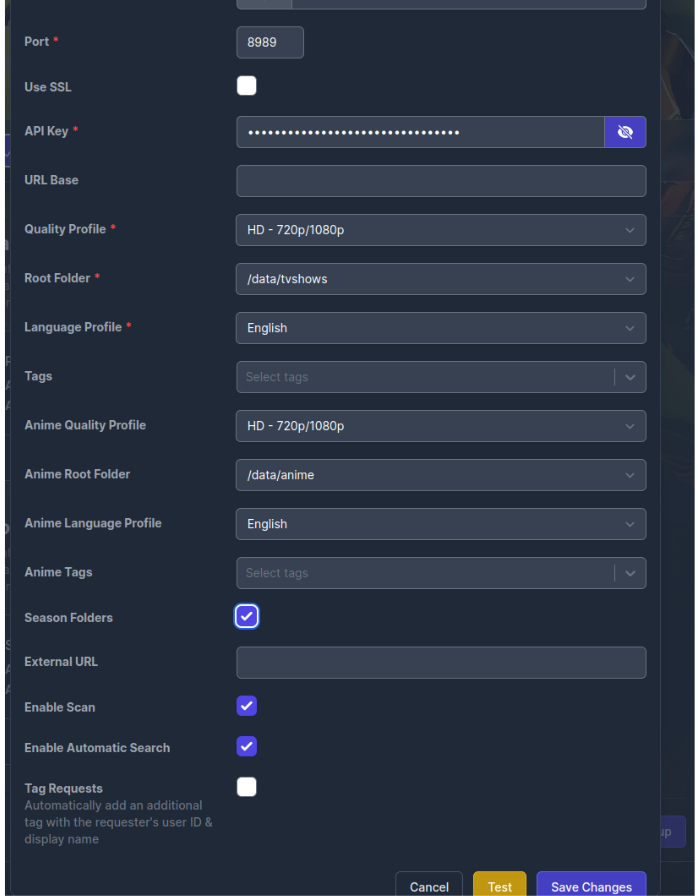 Port *
8989
Use SSL
API Key *
••••••••••••••••••••••••••••••••
URL Base
Quality Profile *
HD - 720p/1080p
Root Folder *
/data/tvshows
Language Profile *
English
Tags
Select tags
Anime Quality Profile
HD - 720p/1080p
Anime Root Folder
/data/anime
Anime Language Profile
English
Anime Tags
Select tags
Season Folders
External URL
Enable Scan
Enable Automatic Search
Tag Requests
Automatically add an additional
tag with the requester's user ID &
display name
Cancel
Test
Save Changes